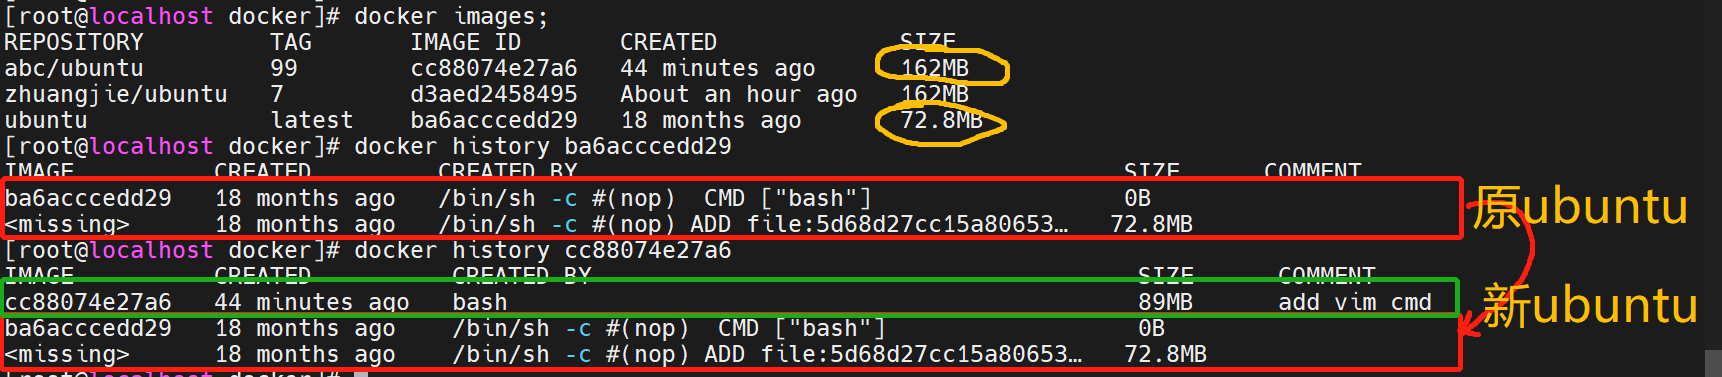 [root@localhost docker]# docker images;
REPOSITORY TAG IMAGE ID CREATED SIZE
abc/ubuntu 99 cc88074e27a6 44 minutes ago 162MB
zhuangjie/ubuntu 7 d3aed2458495 About an hour ago 162MB
ubuntu latest ba6acccedd29 18 months ago 72.8MB
[root@localhost docker]# docker history ba6acccedd29
IMAGE CREATED CREATED BY SIZE COMMENT
ba6acccedd29 18 months ago /bin/sh -c #(nop) CMD ["bash"] 0B
<missing> 18 months ago /bin/sh -c #(nop) ADD file:5d68d27cc15a80653… 72.8MB
原ubuntu
[root@localhost docker]# docker history cc88074e27a6
IMAGE CREATED CREATED BY SIZE COMMENT
cc88074e27a6 44 minutes ago bash 89MB add vim cmd
新ubuntu
ba6acccedd29 18 months ago /bin/sh -c #(nop) CMD ["bash"] 0B
<missing> 18 months ago /bin/sh -c #(nop) ADD file:5d68d27cc15a80653… 72.8MB
[root@localhost docker]#